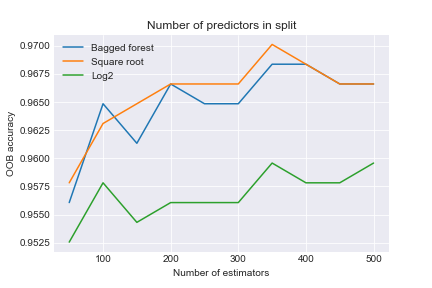 Number of predictors in split
Bagged forest
Square root
Log2
0.9700
0.9675
0.9650
0.9625
0.9600
0.9575
0.9550
0.9525
OOB accuracy
100 200 300 400 500
Number of estimators